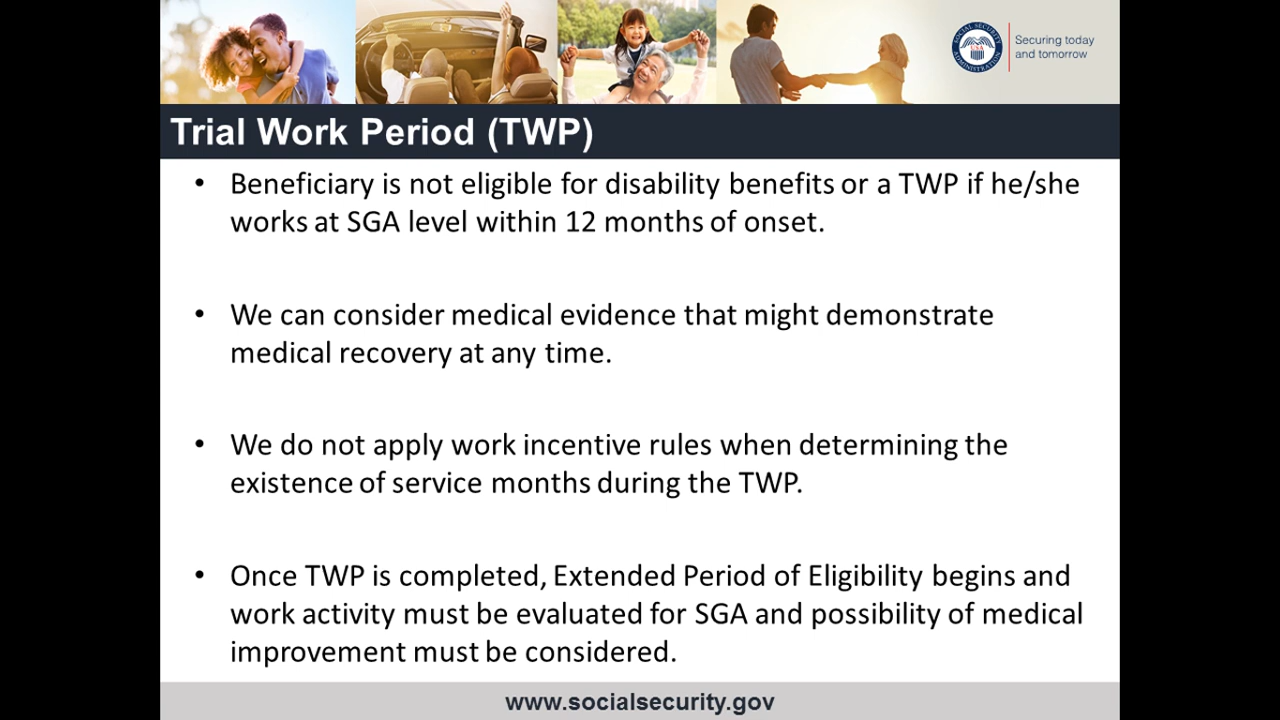 Securing today
and tomorrow
Trial Work Period (TWP)
• Beneficiary is not eligible for disability benefits or a TWP if he/she
works at SGA level within 12 months of onset.
• We can consider medical evidence that might demonstrate
medical recovery at any time.
• We do not apply work incentive rules when determining the
existence of service months during the TWP.
• Once TWP is completed, Extended Period of Eligibility begins and
work activity must be evaluated for SGA and possibility of medical
improvement must be considered.
www.socialsecurity.gov